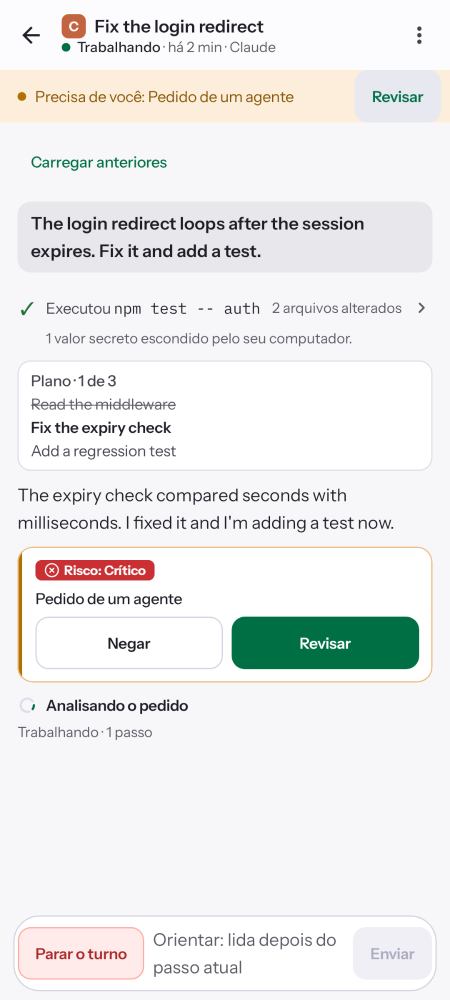 C Fix the login redirect
Trabalhando · há 2 min · Claude
Precisa de você: Pedido de um agente
Revisar
Carregar anteriores
The login redirect loops after the session
expires. Fix it and add a test.
Executou npm test -- auth 2 arquivos alterados
1 valor secreto escondido pelo seu computador.
Plano · 1 de 3
Read the middleware
Fix the expiry check
Add a regression test
The expiry check compared seconds with
milliseconds. I fixed it and I'm adding a test now.
Risco: Crítico
Pedido de um agente
Negar
Revisar
Analisando o pedido
Trabalhando · 1 passo
Parar o turno
Orientar: lida depois do
passo atual
Enviar